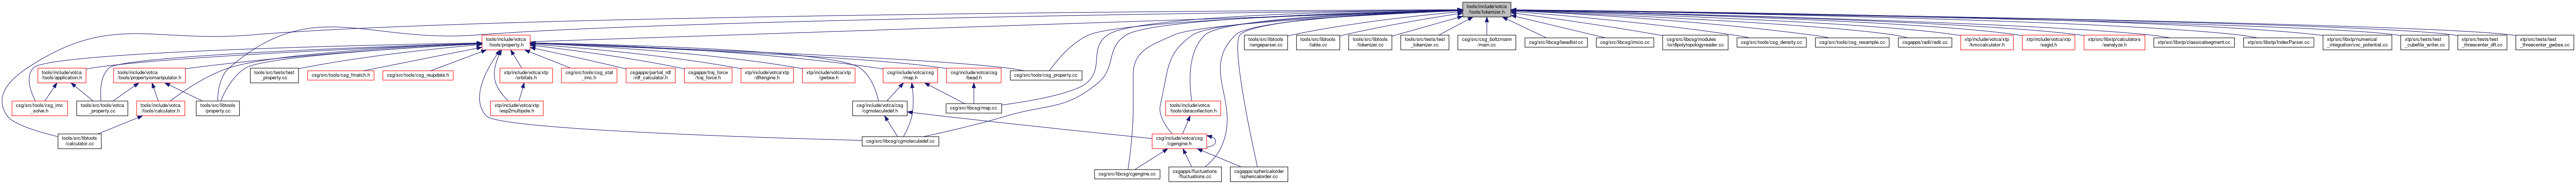 tools/include/votca
/tools/tokenizer.h
tools/include/votca
/tools/property.h
tools/src/libtools
/rangeparser.cc
tools/src/libtools
/table.cc
tools/src/libtools
/tokenizer.cc
tools/src/tests/test
_tokenizer.cc
csg/src/csg_boltzmann
/main.cc
csg/src/libcsg/beadlist.cc
csg/src/libcsg/imcio.cc
csg/src/libcsg/modules
/io/dlpolytopologyreader.cc
csg/src/tools/csg_density.cc
csg/src/tools/csg_resample.cc
csgapps/radii/radii.cc
xtp/include/votca/xtp
/kmccalculator.h
xtp/include/votca/xtp
/segid.h
xtp/src/libxtp/calculators
/eanalyze.h
xtp/src/libxtp/classicalsegment.cc
xtp/src/libxtp/IndexParser.cc
xtp/src/libxtp/numerical
_integration/vxc_potential.cc
xtp/src/tests/test
_cubefile_writer.cc
xtp/src/tests/test
_threecenter_dft.cc
xtp/src/tests/test
_threecenter_gwbse.cc
tools/include/votca
/tools/application.h
tools/include/votca
/tools/propertyiomanipulator.h
tools/src/tests/test
_property.cc
csg/src/tools/csg_fmatch.h
csg/src/tools/csg_reupdate.h
xtp/include/votca/xtp
/orbitals.h
csg/src/tools/csg_stat
_imc.h
csgapps/partial_rdf
/rdf_calculator.h
csgapps/traj_force
/traj_force.h
xtp/include/votca/xtp
/dftengine.h
xtp/include/votca/xtp
/gwbse.h
csg/include/votca/csg
/map.h
csg/include/votca/csg
/bead.h
csg/src/tools/csg_property.cc
csg/src/tools/csg_imc
_solve.h
tools/src/tools/votca
_property.cc
tools/include/votca
/tools/calculator.h
tools/src/libtools
/property.cc
xtp/include/votca/xtp
/esp2multipole.h
csg/include/votca/csg
/cgmoleculedef.h
csg/src/libcsg/map.cc
tools/include/votca
/tools/datacollection.h
tools/src/libtools
/calculator.cc
csg/src/libcsg/cgmoleculedef.cc
csg/include/votca/csg
/cgengine.h
csg/src/libcsg/cgengine.cc
csgapps/fluctuations
/fluctuations.cc
csgapps/sphericalorder
/sphericalorder.cc